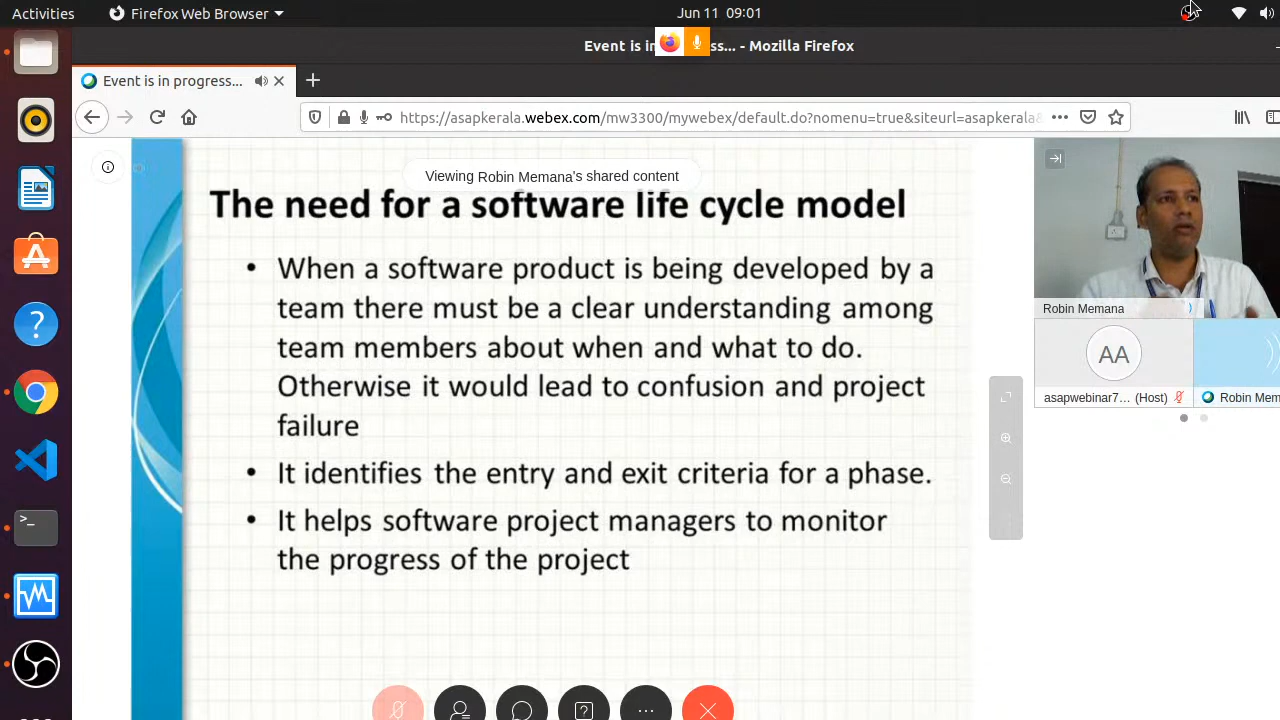 Activities
Firefox Web Browser
Jun 11 09:01
Event is in
ss... - Mozilla Firefox
Event is in progress...
https://asapkerala.webex.com/mw3300/mywebex/default.do?nomenu=true&siteurl=asapkerala
Viewing Robin Memana's shared content
The need for a software life cycle model
• When a software product is being developed by a
team there must be a clear understanding among
team members about when and what to do.
Otherwise it would lead to confusion and project
failure
• It identifies the entry and exit criteria for a phase.
• It helps software project managers to monitor
the progress of the project
Robin Memana
AA
asapwebinar7... (Host)
Robin Mem